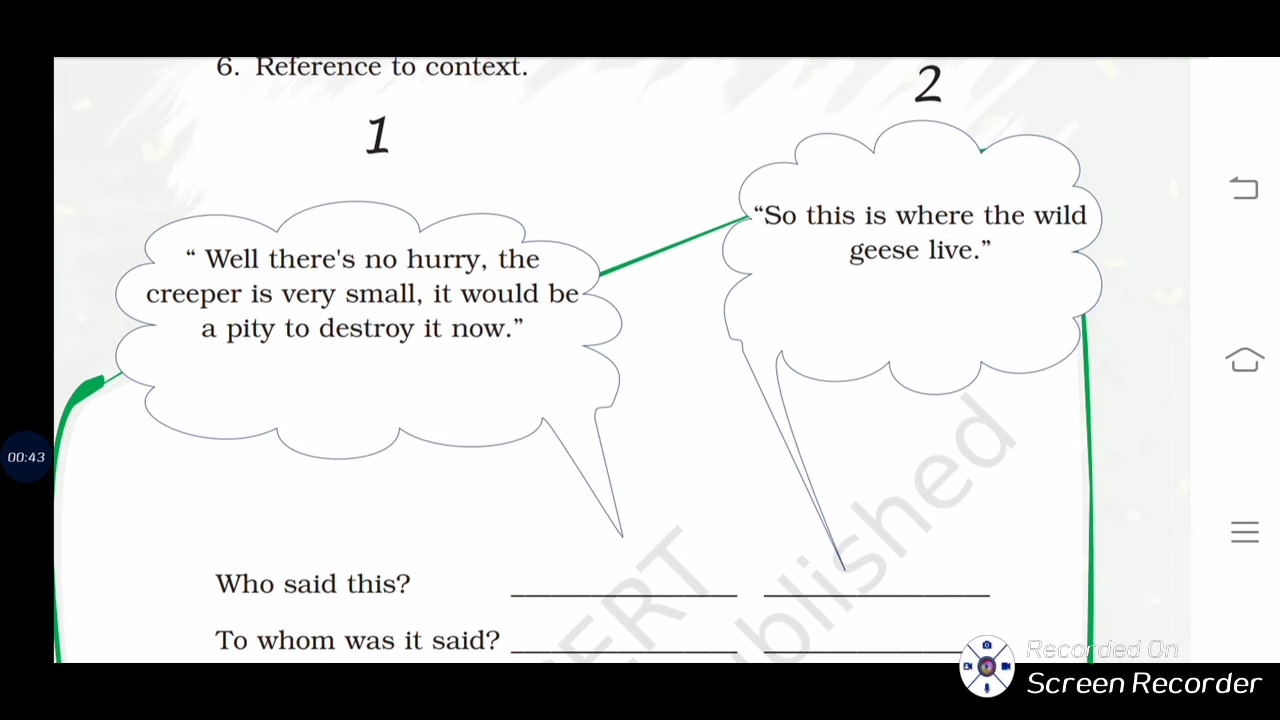 6. Reference to context.
1
2
“ Well there's no hurry, the
creeper is very small, it would be
a pity to destroy it now.”
“So this is where the wild
geese live.”
Who said this?
To whom was it said?
ERT
blished
00:43
Recorded On
Screen Recorder